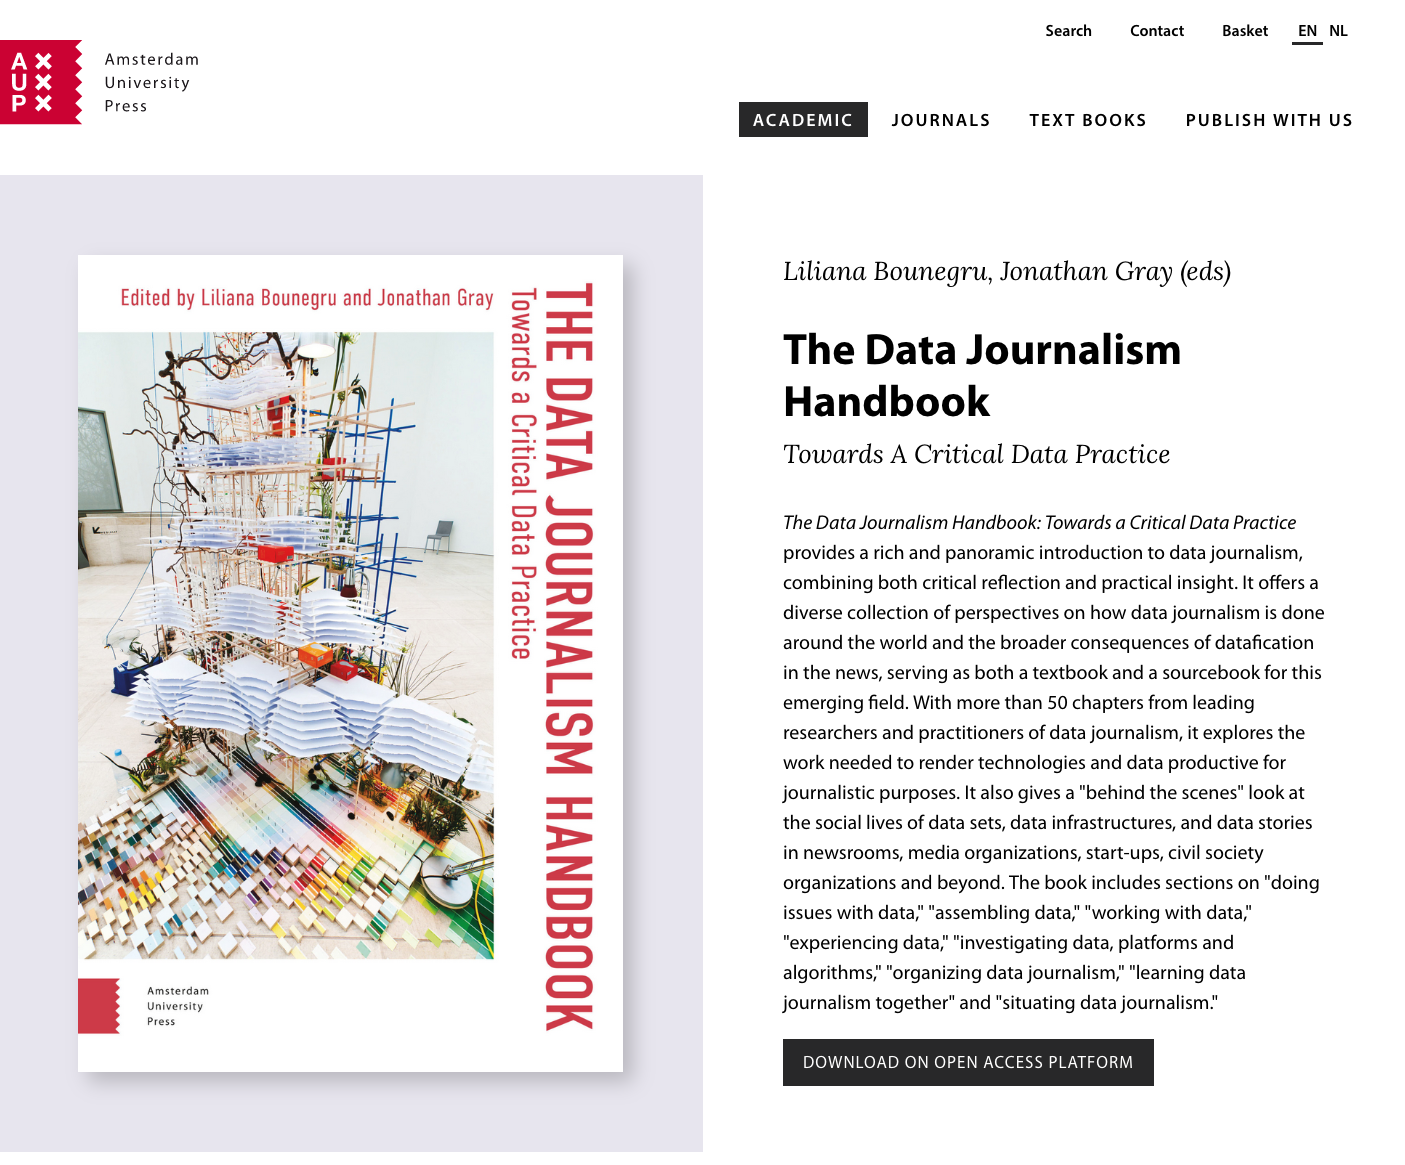 Search Contact Basket EN NL
A
U
P
Amsterdam
University
Press
ACADEMIC JOURNALS TEXT BOOKS PUBLISH WITH US
Edited by Liliana Bounegru and Jonathan Gray
THE DATA JOURNALISM HANDBOOK
Towards a Critical Data Practice
Amsterdam
University
Press
Liliana Bounegru, Jonathan Gray (eds)
The Data Journalism
Handbook
Towards A Critical Data Practice
The Data Journalism Handbook: Towards a Critical Data Practice
provides a rich and panoramic introduction to data journalism,
combining both critical reflection and practical insight. It offers a
diverse collection of perspectives on how data journalism is done
around the world and the broader consequences of datafication
in the news, serving as both a textbook and a sourcebook for this
emerging field. With more than 50 chapters from leading
researchers and practitioners of data journalism, it explores the
work needed to render technologies and data productive for
journalistic purposes. It also gives a "behind the scenes" look at
the social lives of data sets, data infrastructures, and data stories
in newsrooms, media organizations, start-ups, civil society
organizations and beyond. The book includes sections on "doing
issues with data," "assembling data," "working with data,"
"experiencing data," "investigating data, platforms and
algorithms," "organizing data journalism," "learning data
journalism together" and "situating data journalism."
DOWNLOAD ON OPEN ACCESS PLATFORM